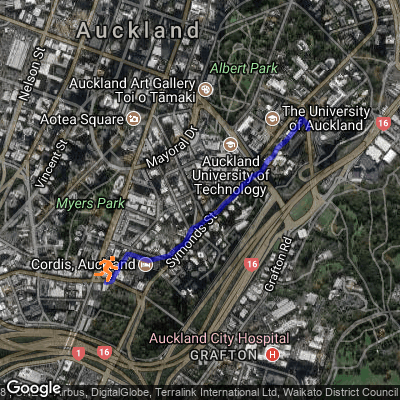 Auckland
Nelson St
Albert Park
Auckland Art Gallery
Toi o Tāmaki
Aotea Square
The University
of Auckland
16
Mayoral Dr
Vincent St
Auckland
University of
Technology
Myers Park
Symonds St
Cordis, Auckland
16
Grafton Rd
Auckland City Hospital
GRAFTON
H
1
16
Google
Airbus, DigitalGlobe, Terralink International Ltd, Waikato District Council